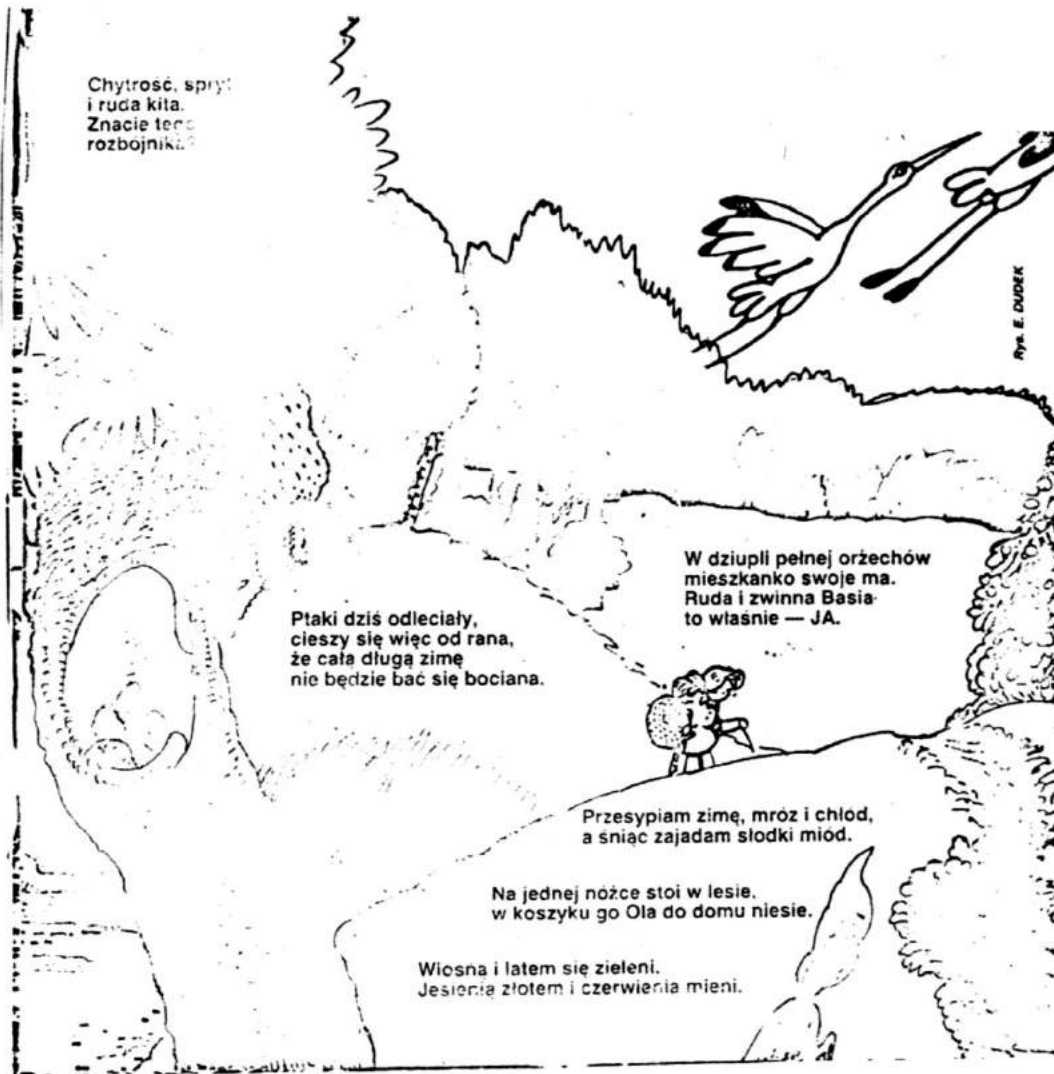 Chytrość, spryt
i ruda kita.
Znacie tego
rozbójnika?
Rys. E. DUDEK
W dziupli pełnej orzechów
mieszkanko swoje ma.
Ruda i zwinna Basia
to właśnie — JA.
Ptaki dziś odleciały,
cieszy się więc od rana,
że całą długą zimę
nie będzie bać się bociana.
Przesypiam zimę, mróz i chłód,
a śniąc zajadam słodki miód.
Na jednej nóżce stoi w lesie,
w koszyku go Ola do domu niesie.
Wiosną i latem się zieleni.
Jesienią złotem i czerwienią mieni.